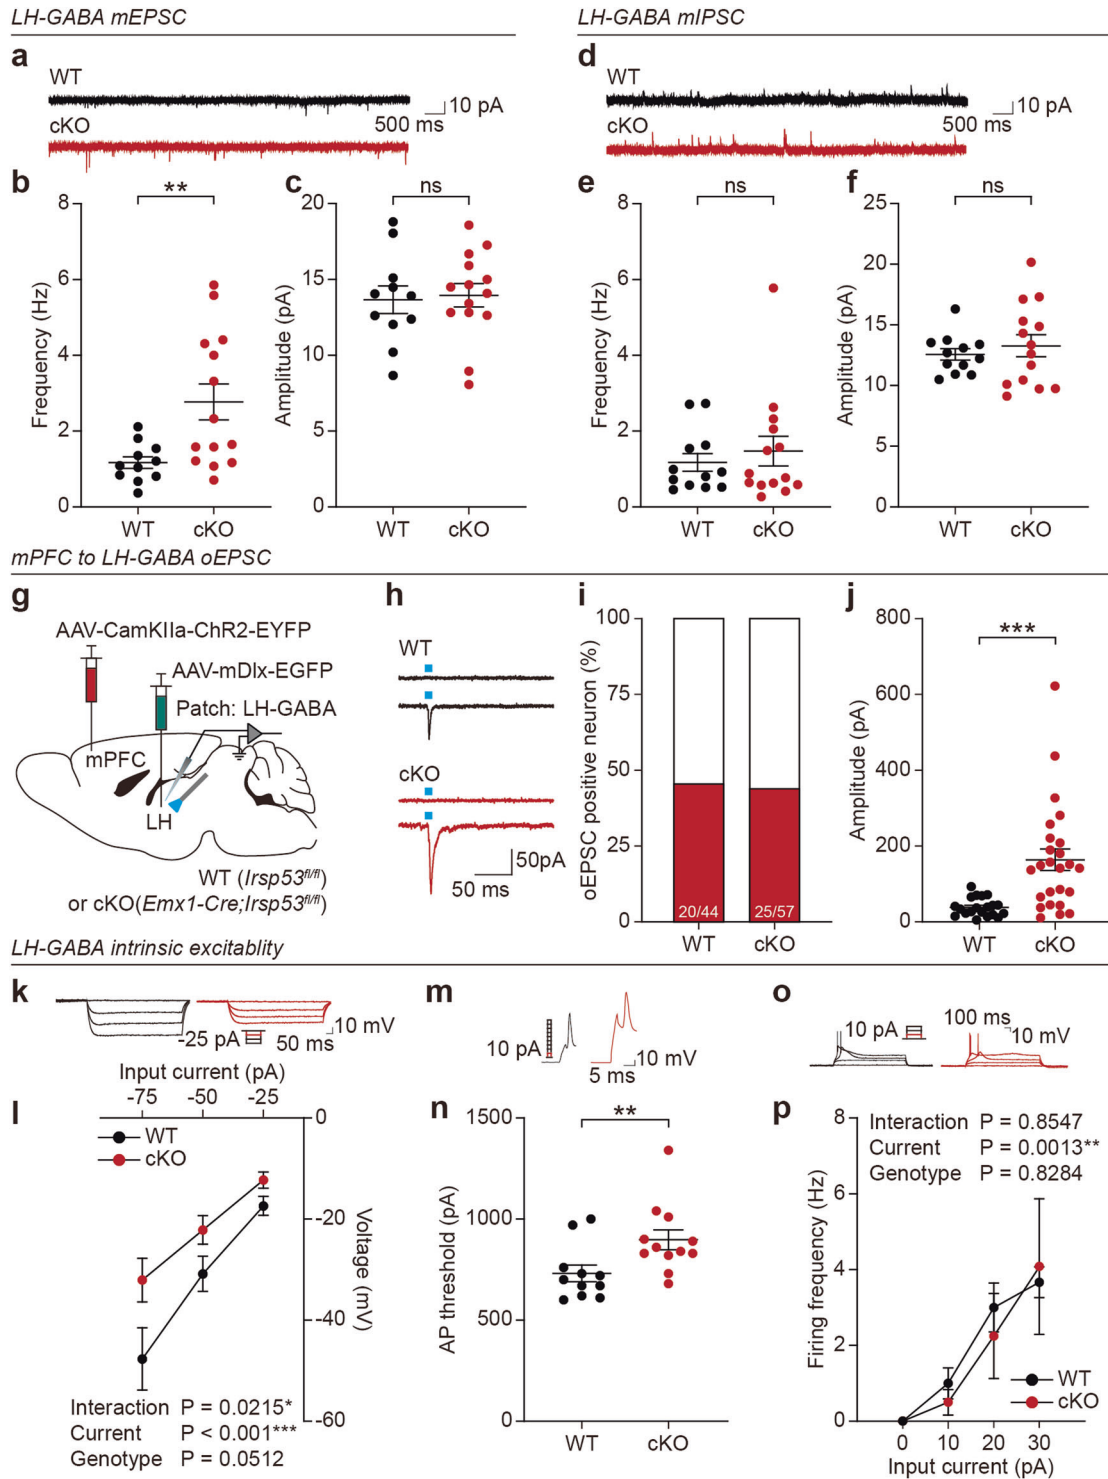 LH-GABA mEPSC
LH-GABA mIPSC
a
WT
10 pA
cKO
500 ms
d
WT
10 pA
cKO
500 ms
b
**
8
6
4
2
0
Frequency (Hz)
WT
cKO
c
ns
20
15
10
5
0
Amplitude (pA)
WT
cKO
e
ns
8
6
4
2
0
Frequency (Hz)
WT
cKO
f
ns
25
20
15
10
5
0
Amplitude (pA)
WT
cKO
mPFC to LH-GABA oEPSC
g
AAV-CamKIIa-ChR2-EYFP
AAV-mDlx-EGFP
Patch: LH-GABA
mPFC
LH
WT (Irsp53fl/fl)
or cKO(Emx1-Cre;Irsp53fl/fl)
h
WT
cKO
50pA
50 ms
i
100
75
50
25
0
oEPSC positive neuron (%)
20/44
25/57
WT
cKO
j
***
800
600
400
200
0
Amplitude (pA)
WT
cKO
LH-GABA intrinsic excitablity
k
-25 pA
10 mV
50 ms
l
Input current (pA)
-75
-50
-25
WT
cKO
0
-20
-40
-60
Voltage (mV)
Interaction P = 0.0215*
Current P < 0.001***
Genotype P = 0.0512
m
10 pA
10 mV
5 ms
n
**
1500
1000
500
0
AP threshold (pA)
WT
cKO
o
10 pA
100 ms
10 mV
p
Interaction P = 0.8547
Current P = 0.0013**
Genotype P = 0.8284
8
6
4
2
0
Firing frequency (Hz)
WT
cKO
0
10
20
30
Input current (pA)